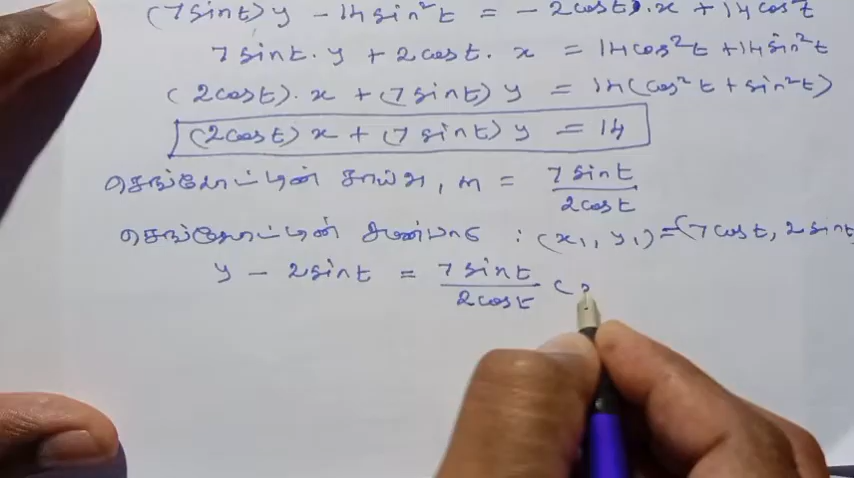 (7sint)y - 14sin²t = - 2cost).x + 14cos²t
7sint.y + 2cost. x = 14cos²t + 14sin²t
(2cost).x + (7sint)y = 14(cos²t + sin²t)
(2cost)x + (7sint)y = 14
செங்கோட்டின் சாய்வு, m = 7sint/2cost
செங்கோட்டின் சமன்பாடு : (x₁, y₁) = (7cost, 2sint
y - 2sint = 7sint/2cost (